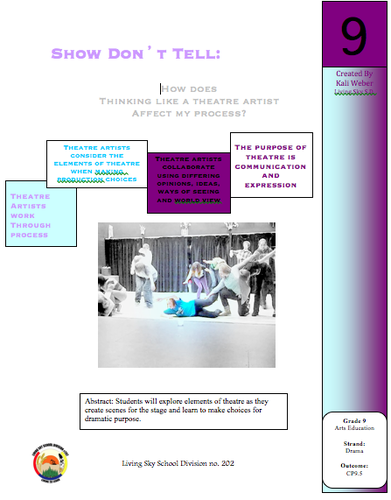 9
Show Don't Tell:
Created By
Kali Weber
Living Sky S.D.
How does
Thinking like a theatre artist
Affect my process?
Theatre artists
consider the
elements of theatre
when making
production choices
Theatre artists
collaborate
using differing
opinions, ideas,
ways of seeing
and world view
The purpose of
theatre is
communication
and
expression
Theatre
Artists
work
Through
process
Abstract: Students will explore elements of theatre as they
create scenes for the stage and learn to make choices for
dramatic purpose.
Grade 9
Arts Education
Strand:
Drama
Outcome:
CP9.5
Living Sky School Division no. 202